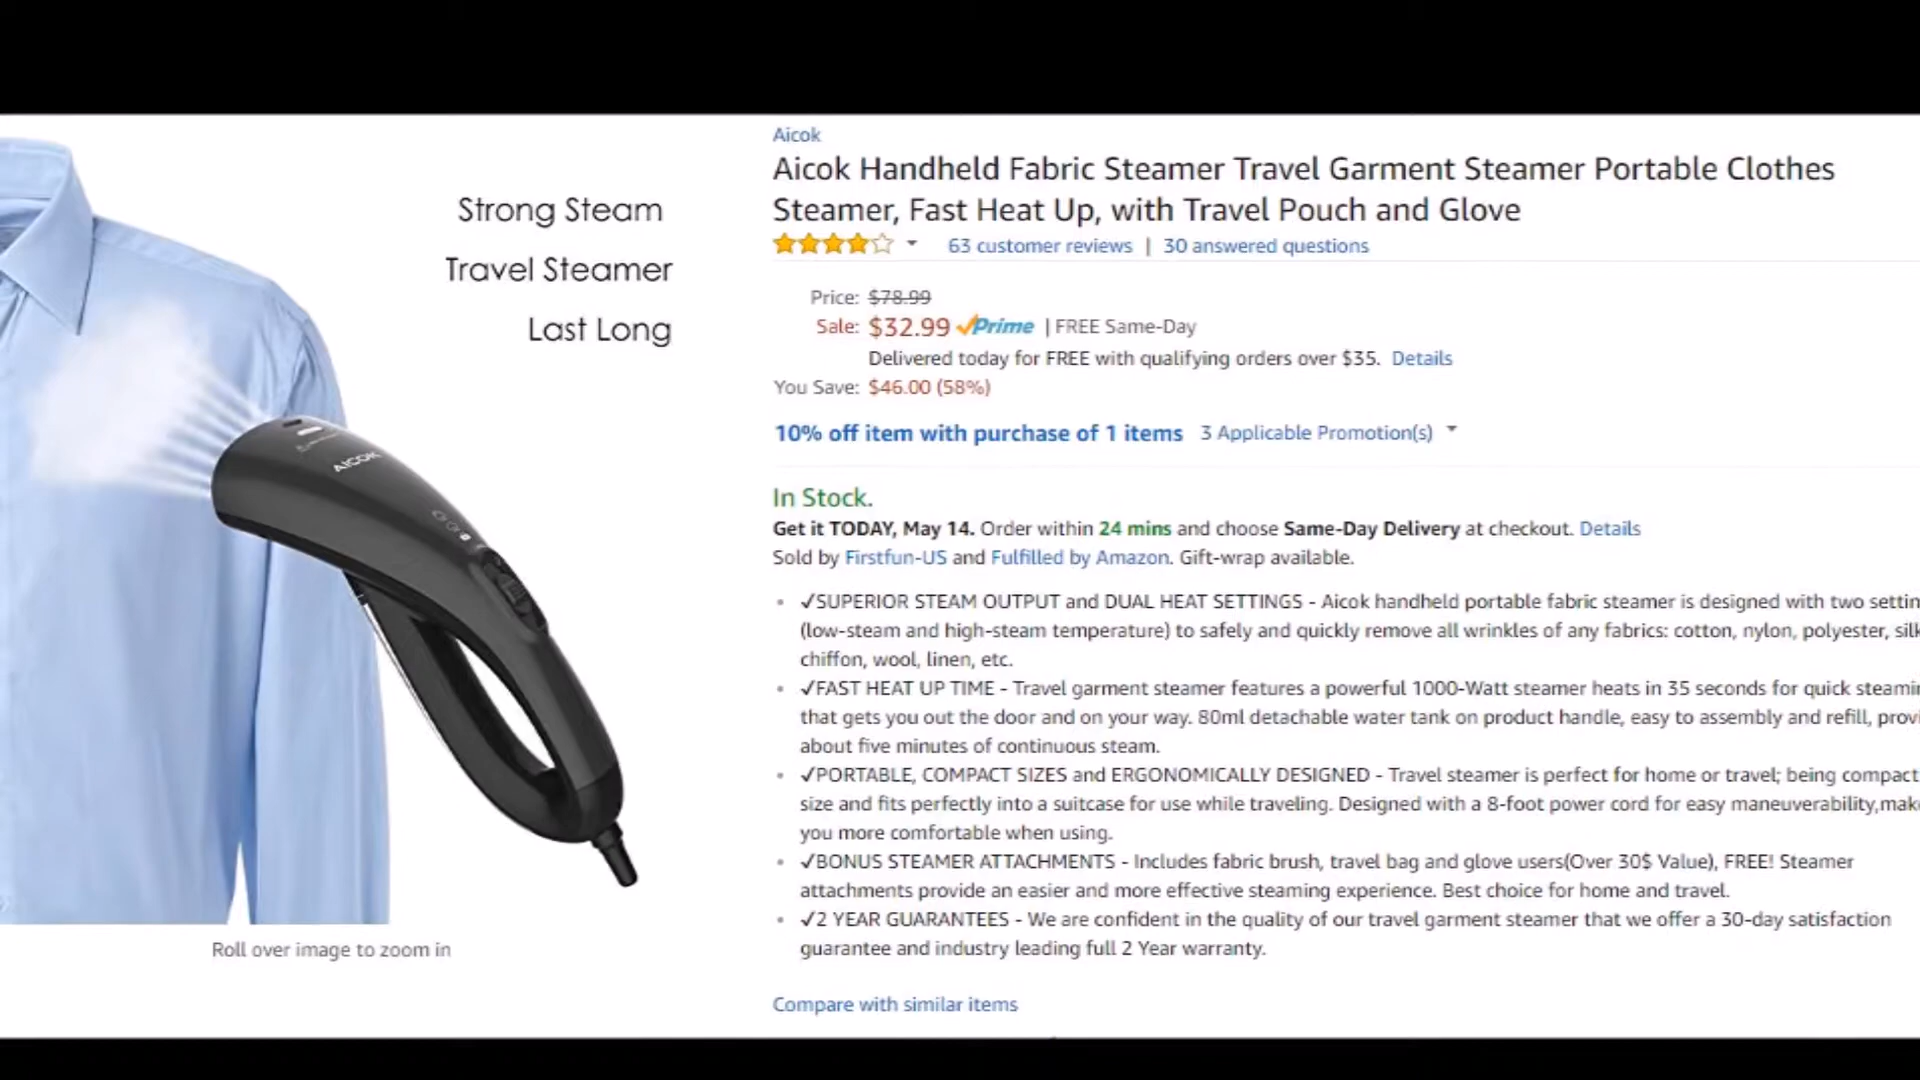 Aicok
Aicok Handheld Fabric Steamer Travel Garment Steamer Portable Clothes
Steamer, Fast Heat Up, with Travel Pouch and Glove
63 customer reviews | 30 answered questions
Strong Steam
Travel Steamer
Last Long
AICOK
Price: $78.99
Sale: $32.99 Prime | FREE Same-Day
Delivered today for FREE with qualifying orders over $35. Details
You Save: $46.00 (58%)
10% off item with purchase of 1 items 3 Applicable Promotion(s)
In Stock.
Get it TODAY, May 14. Order within 24 mins and choose Same-Day Delivery at checkout. Details
Sold by Firstfun-US and Fulfilled by Amazon. Gift-wrap available.
• ✓SUPERIOR STEAM OUTPUT and DUAL HEAT SETTINGS - Aicok handheld portable fabric steamer is designed with two settin
(low-steam and high-steam temperature) to safely and quickly remove all wrinkles of any fabrics: cotton, nylon, polyester, silk
chiffon, wool, linen, etc.
• ✓FAST HEAT UP TIME - Travel garment steamer features a powerful 1000-Watt steamer heats in 35 seconds for quick steamin
that gets you out the door and on your way. 80ml detachable water tank on product handle, easy to assembly and refill, provi
about five minutes of continuous steam.
• ✓PORTABLE, COMPACT SIZES and ERGONOMICALLY DESIGNED - Travel steamer is perfect for home or travel; being compact
size and fits perfectly into a suitcase for use while traveling. Designed with a 8-foot power cord for easy maneuverability,make
you more comfortable when using.
• ✓BONUS STEAMER ATTACHMENTS - Includes fabric brush, travel bag and glove users(Over 30$ Value), FREE! Steamer
attachments provide an easier and more effective steaming experience. Best choice for home and travel.
• ✓2 YEAR GUARANTEES - We are confident in the quality of our travel garment steamer that we offer a 30-day satisfaction
guarantee and industry leading full 2 Year warranty.
Roll over image to zoom in
Compare with similar items